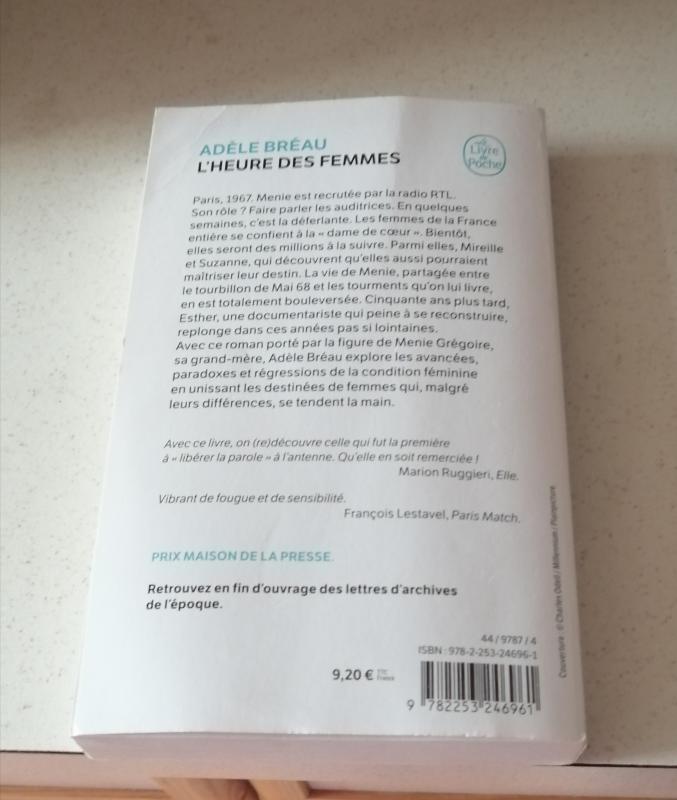 ADÈLE BRÉAU
L'HEURE DES FEMMES
Le
Livre
de
Poche
Paris, 1967. Menie est recrutée par la radio RTL.
Son rôle ? Faire parler les auditrices. En quelques
semaines, c'est la déferlante. Les femmes de la France
entière se confient à la « dame de cœur ». Bientôt,
elles seront des millions à la suivre. Parmi elles, Mireille
et Suzanne, qui découvrent qu'elles aussi pourraient
maîtriser leur destin. La vie de Menie, partagée entre
le tourbillon de Mai 68 et les tourments qu'on lui livre,
en est totalement bouleversée. Cinquante ans plus tard,
Esther, une documentariste qui peine à se reconstruire,
replonge dans ces années pas si lointaines.
Avec ce roman porté par la figure de Menie Grégoire,
sa grand-mère, Adèle Bréau explore les avancées,
paradoxes et régressions de la condition féminine
en unissant les destinées de femmes qui, malgré
leurs différences, se tendent la main.
Avec ce livre, on (re)découvre celle qui fut la première
à « libérer la parole » à l'antenne. Qu'elle en soit remerciée !
Marion Ruggieri, Elle.
Vibrant de fougue et de sensibilité.
François Lestavel, Paris Match.
PRIX MAISON DE LA PRESSE.
Retrouvez en fin d'ouvrage des lettres d'archives
de l'époque.
44 / 9787 / 4
ISBN : 978-2-253-24696-1
9,20 € TTC
France
9 782253 246961
Couverture : © Charles Odeil / Millennium / Plainpicture